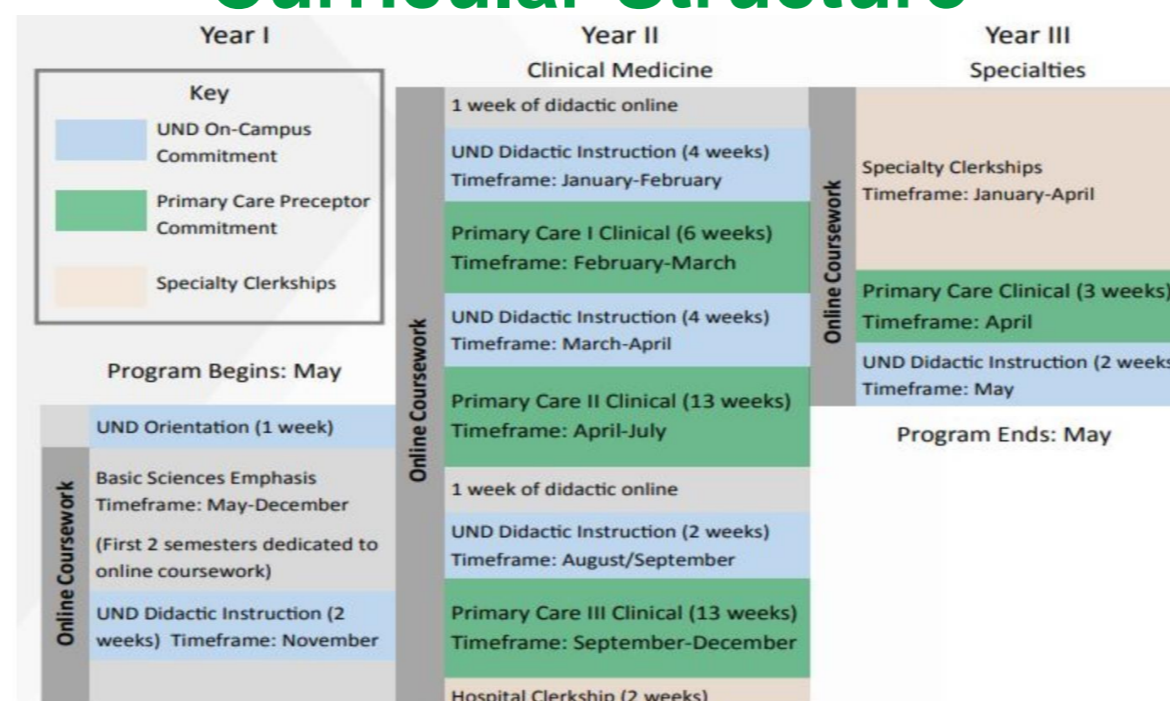 Curricular Structure
Year I
Key
UND On-Campus
Commitment
Primary Care Preceptor
Commitment
Specialty Clerkships
Program Begins: May
UND Orientation (1 week)
Online Coursework
Basic Sciences Emphasis
Timeframe: May-December
(First 2 semesters dedicated to
online coursework)
UND Didactic Instruction (2
weeks) Timeframe: November
Year II
Clinical Medicine
Online Coursework
1 week of didactic online
UND Didactic Instruction (4 weeks)
Timeframe: January-February
Primary Care I Clinical (6 weeks)
Timeframe: February-March
UND Didactic Instruction (4 weeks)
Timeframe: March-April
Primary Care II Clinical (13 weeks)
Timeframe: April-July
1 week of didactic online
UND Didactic Instruction (2 weeks)
Timeframe: August/September
Primary Care III Clinical (13 weeks)
Timeframe: September-December
Hospital Clerkship (2 weeks)
Year III
Specialties
Online Coursework
Specialty Clerkships
Timeframe: January-April
Primary Care Clinical (3 weeks)
Timeframe: April
UND Didactic Instruction (2 weeks
Timeframe: May
Program Ends: May